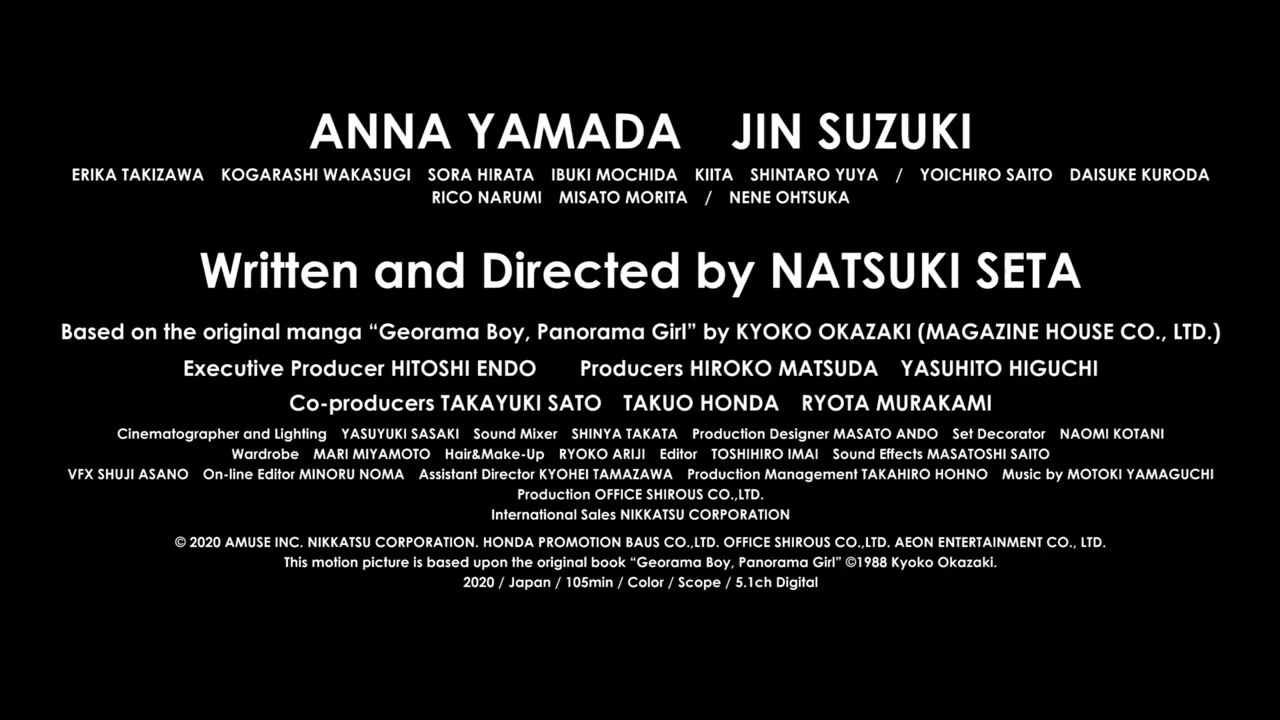 ANNA YAMADA JIN SUZUKI
ERIKA TAKIZAWA KOGARASHI WAKASUGI SORA HIRATA IBUKI MOCHIDA KIITA SHINTARO YUYA / YOICHIRO SAITO DAISUKE KURODA
RICO NARUMI MISATO MORITA / NENE OHTSUKA
Written and Directed by NATSUKI SETA
Based on the original manga “Georama Boy, Panorama Girl” by KYOKO OKAZAKI (MAGAZINE HOUSE CO., LTD.)
Executive Producer HITOSHI ENDO Producers HIROKO MATSUDA YASUHITO HIGUCHI
Co-producers TAKAYUKI SATO TAKUO HONDA RYOTA MURAKAMI
Cinematographer and Lighting YASUYUKI SASAKI Sound Mixer SHINYA TAKATA Production Designer MASATO ANDO Set Decorator NAOMI KOTANI
Wardrobe MARI MIYAMOTO Hair&Make-Up RYOKO ARIJI Editor TOSHIHIRO IMAI Sound Effects MASATOSHI SAITO
VFX SHUJI ASANO On-line Editor MINORU NOMA Assistant Director KYOHEI TAMAZAWA Production Management TAKAHIRO HOHNO Music by MOTOKI YAMAGUCHI
Production OFFICE SHIROUS CO.,LTD.
International Sales NIKKATSU CORPORATION
© 2020 AMUSE INC. NIKKATSU CORPORATION. HONDA PROMOTION BAUS CO.,LTD. OFFICE SHIROUS CO.,LTD. AEON ENTERTAINMENT CO., LTD.
This motion picture is based upon the original book “Georama Boy, Panorama Girl” ©1988 Kyoko Okazaki.
2020 / Japan / 105min / Color / Scope / 5.1ch Digital